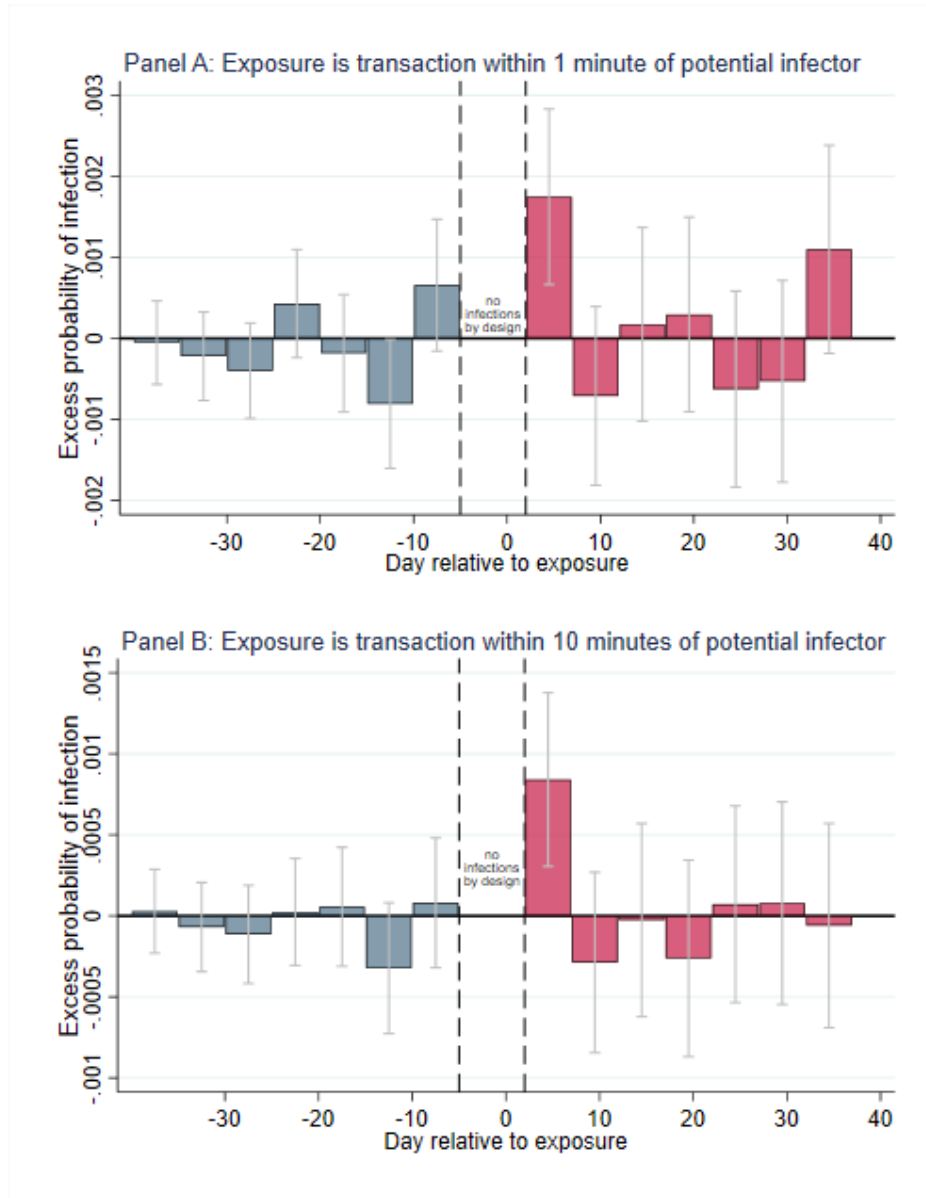 Panel A: Exposure is transaction within 1 minute of potential infector
Excess probability of infection
.003
.002
.001
0
-.001
-.002
no
infections
by design
-30 -20 -10 0 10 20 30 40
Day relative to exposure
Panel B: Exposure is transaction within 10 minutes of potential infector
Excess probability of infection
.0015
.001
.0005
0
-.0005
-.001
no
infections
by design
-30 -20 -10 0 10 20 30 40
Day relative to exposure